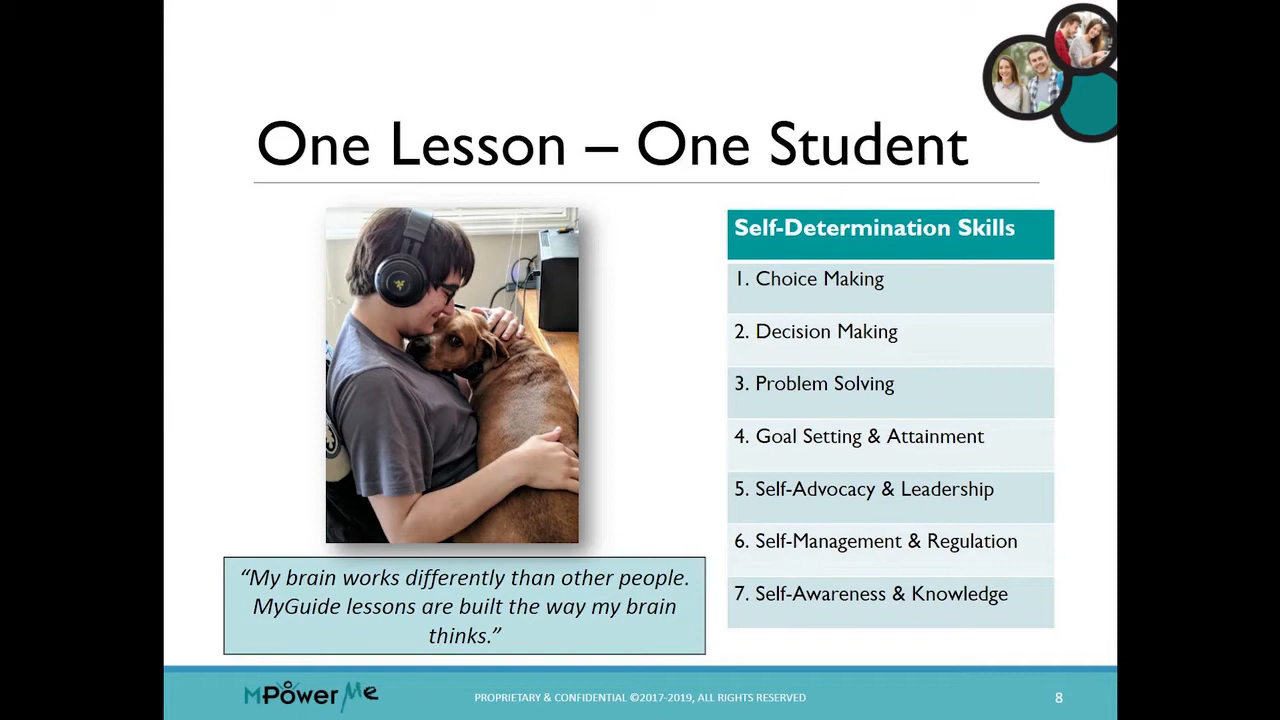 One Lesson – One Student
Self-Determination Skills
1. Choice Making
2. Decision Making
3. Problem Solving
4. Goal Setting & Attainment
5. Self-Advocacy & Leadership
6. Self-Management & Regulation
7. Self-Awareness & Knowledge
“My brain works differently than other people.
MyGuide lessons are built the way my brain
thinks.”
MPowerMe
PROPRIETARY & CONFIDENTIAL ©2017-2019, ALL RIGHTS RESERVED
8